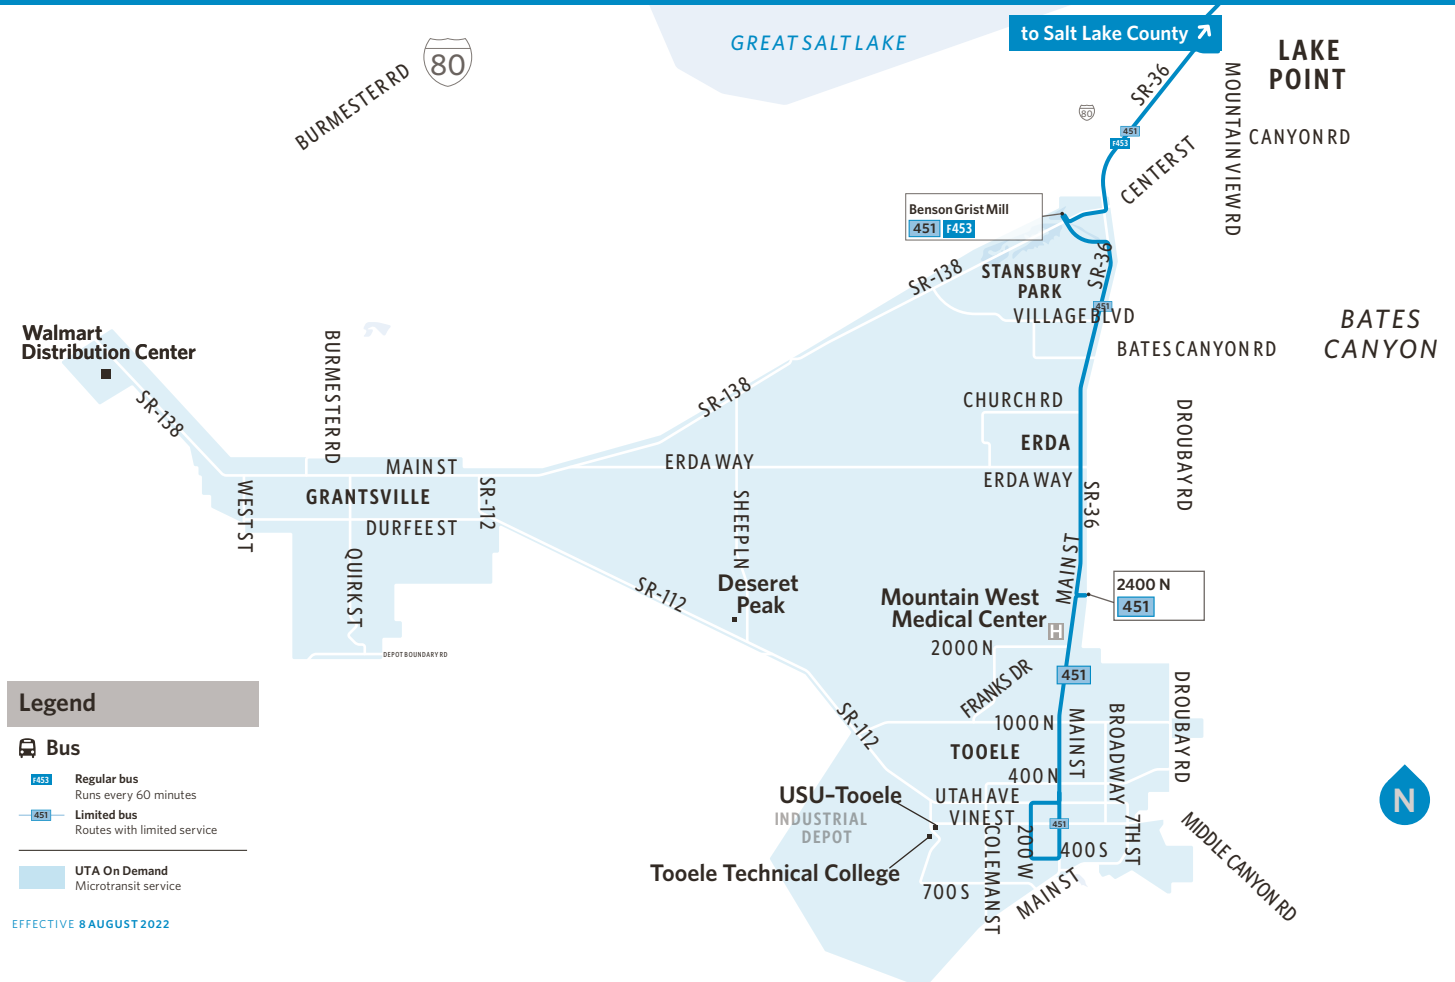 GREAT SALT LAKE
to Salt Lake County
LAKE
POINT
80
BURMESTER RD
SR-36
MOUNTAIN VIEW RD
80
451
F453
CANYON RD
CENTER ST
Benson Grist Mill
451 F453
SR-36
SR-138
STANSBURY
PARK
451
VILLAGE BLVD
BATES
CANYON
BATES CANYON RD
Walmart
Distribution Center
BURMESTER RD
SR-138
SR-138
CHURCH RD
DROUBAY RD
ERDA
MAIN ST
ERDA WAY
ERDA WAY
GRANTSVILLE
WEST ST
SR-112
SHEEP LN
SR-36
DURFEE ST
QUIRK ST
MAIN ST
SR-112
Deseret
Peak
2400 N
451
Mountain West
Medical Center
H
2000 N
DEPOT BOUNDARY RD
451
FRANKS DR
DROUBAY RD
SR-112
1000 N
MAIN ST
BROADWAY
TOOELE
400 N
USU-Tooele
UTAH AVE
INDUSTRIAL
DEPOT
VINE ST
451
200 W
COLEMAN ST
7TH ST
MIDDLE CANYON RD
400 S
Tooele Technical College
700 S
MAIN ST
N
Legend
Bus
F453
Regular bus
Runs every 60 minutes
451
Limited bus
Routes with limited service
UTA On Demand
Microtransit service
EFFECTIVE 8 AUGUST 2022